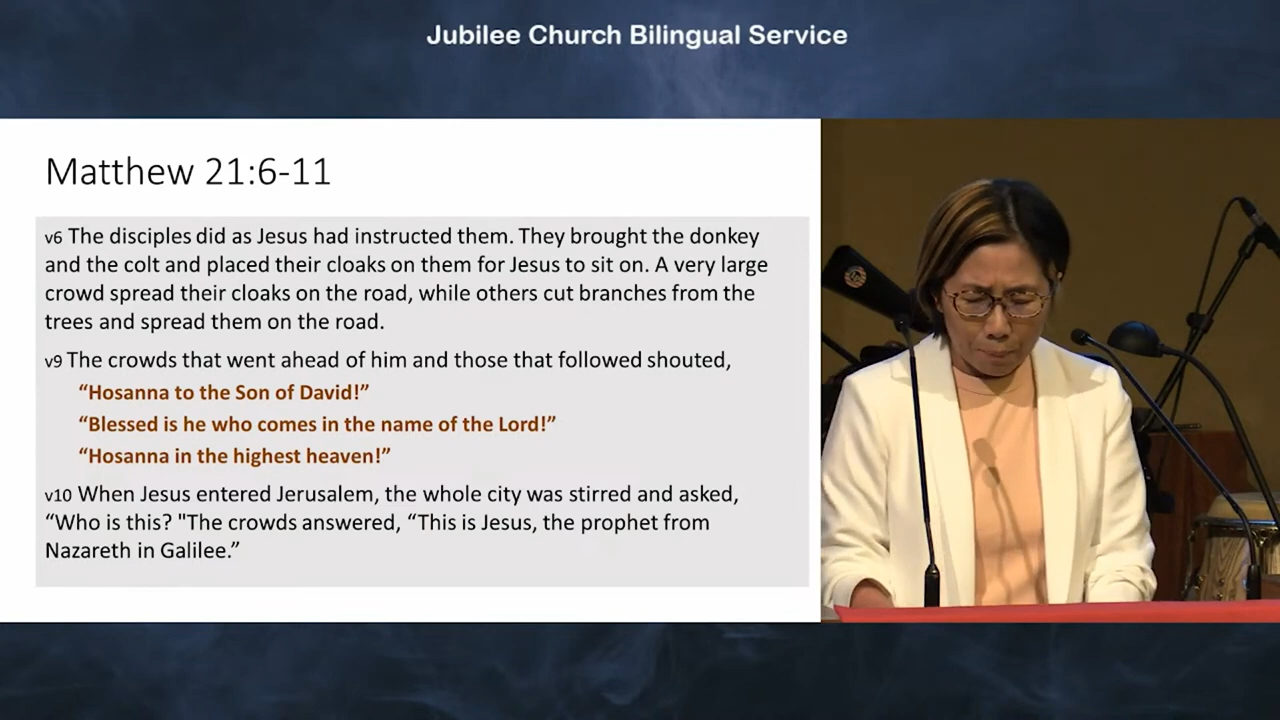 Jubilee Church Bilingual Service
Matthew 21:6-11
v6 The disciples did as Jesus had instructed them. They brought the donkey
and the colt and placed their cloaks on them for Jesus to sit on. A very large
crowd spread their cloaks on the road, while others cut branches from the
trees and spread them on the road.
v9 The crowds that went ahead of him and those that followed shouted,
“Hosanna to the Son of David!”
“Blessed is he who comes in the name of the Lord!”
“Hosanna in the highest heaven!”
v10 When Jesus entered Jerusalem, the whole city was stirred and asked,
“Who is this? "The crowds answered, “This is Jesus, the prophet from
Nazareth in Galilee.”